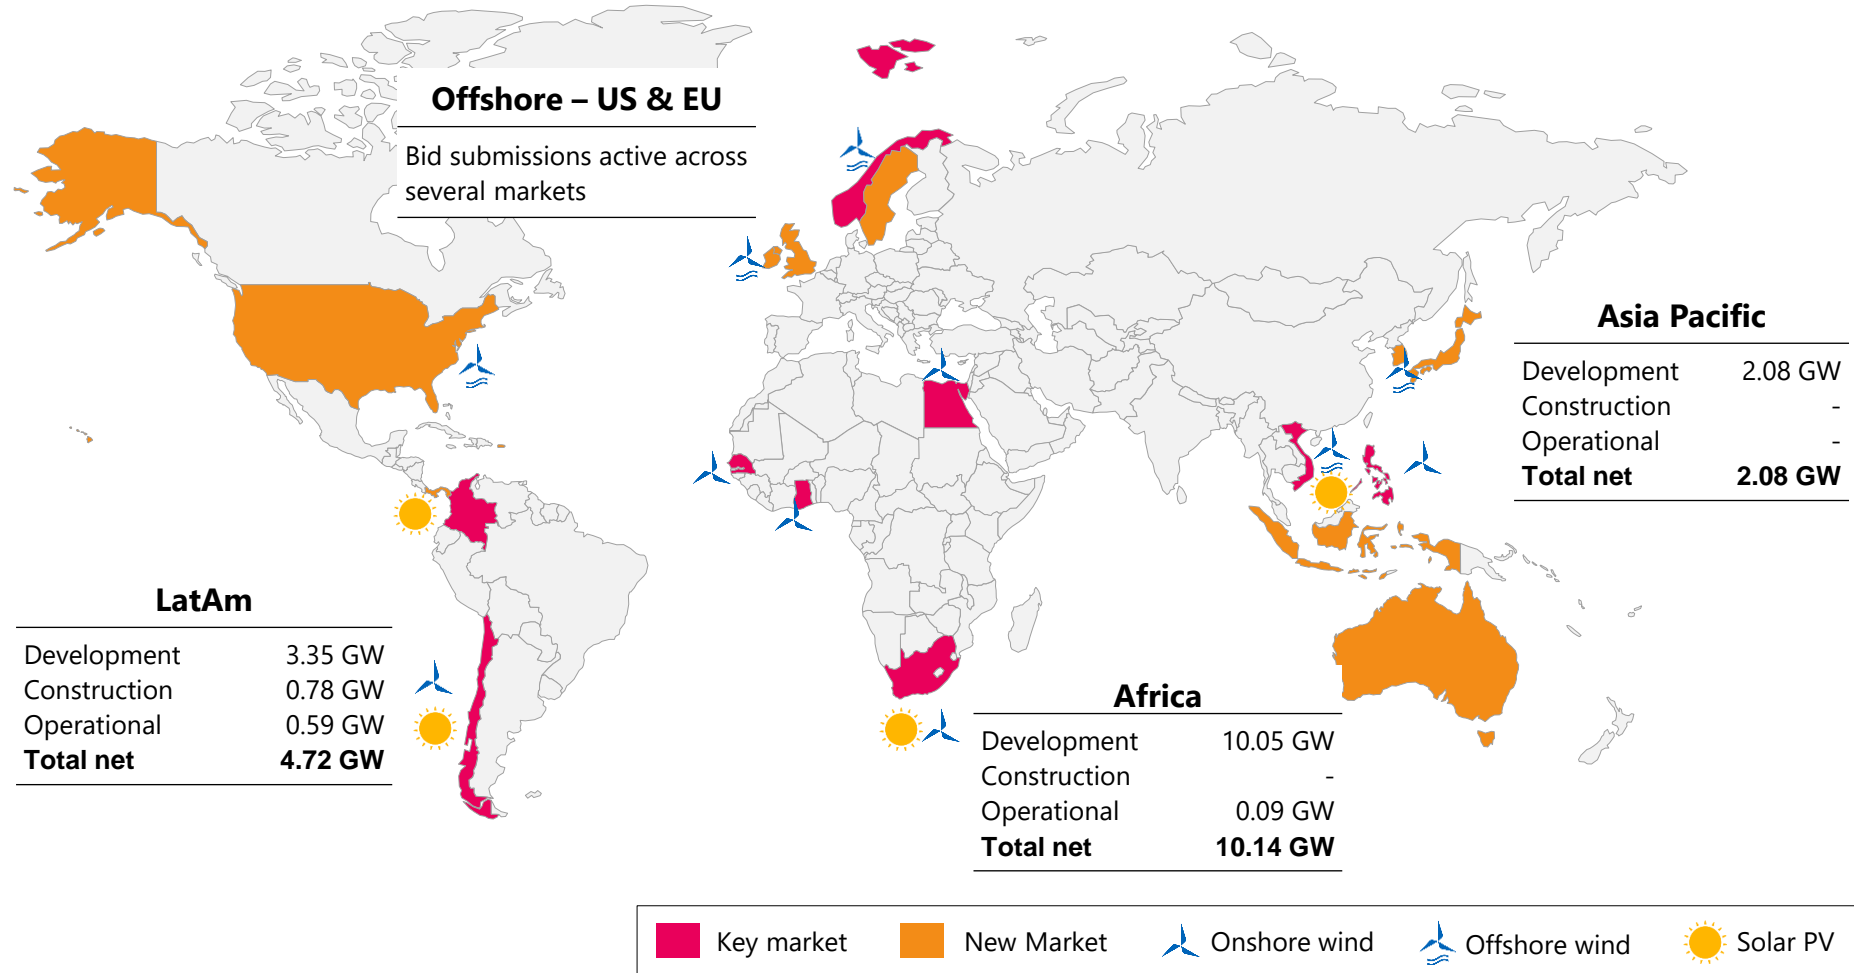 Offshore – US & EU
Bid submissions active across
several markets
Asia Pacific
Development 2.08 GW
Construction -
Operational -
Total net 2.08 GW
LatAm
Development 3.35 GW
Construction 0.78 GW
Operational 0.59 GW
Total net 4.72 GW
Africa
Development 10.05 GW
Construction -
Operational 0.09 GW
Total net 10.14 GW
Key market New Market Onshore wind Offshore wind Solar PV